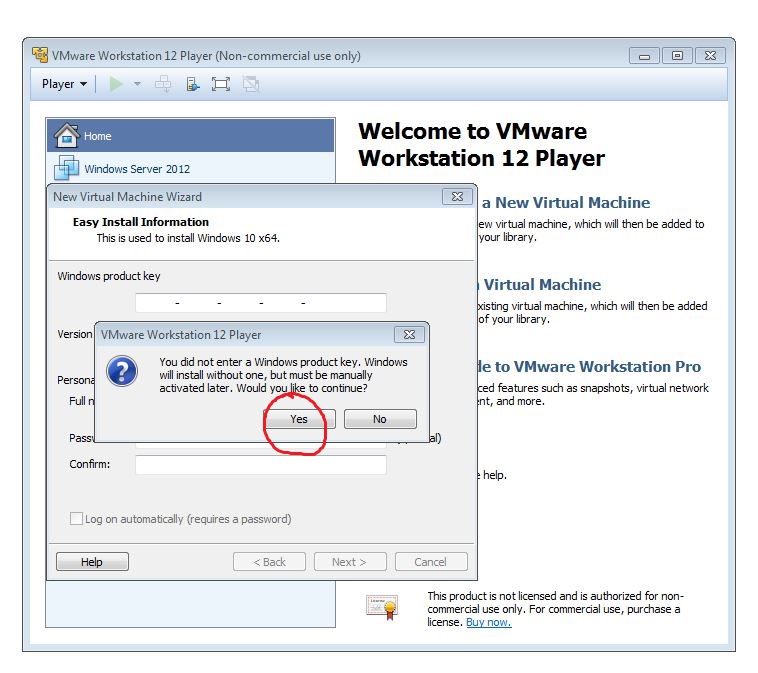 VMware Workstation 12 Player (Non-commercial use only)
Player
Home
Windows Server 2012
Welcome to VMware
Workstation 12 Player
a New Virtual Machine
ew virtual machine, which will then be added to
your library.
Virtual Machine
xisting virtual machine, which will then be added
of your library.
de to VMware Workstation Pro
ced features such as snapshots, virtual network
ent, and more.
help.
New Virtual Machine Wizard
Easy Install Information
This is used to install Windows 10 x64.
Windows product key
- - - -
Version
Persona
Full n
Passw
al)
Confirm:
Log on automatically (requires a password)
Help
< Back
Next >
Cancel
VMware Workstation 12 Player
You did not enter a Windows product key. Windows
will install without one, but must be manually
activated later. Would you like to continue?
Yes
No
This product is not licensed and is authorized for non-
commercial use only. For commercial use, purchase a
license. Buy now.